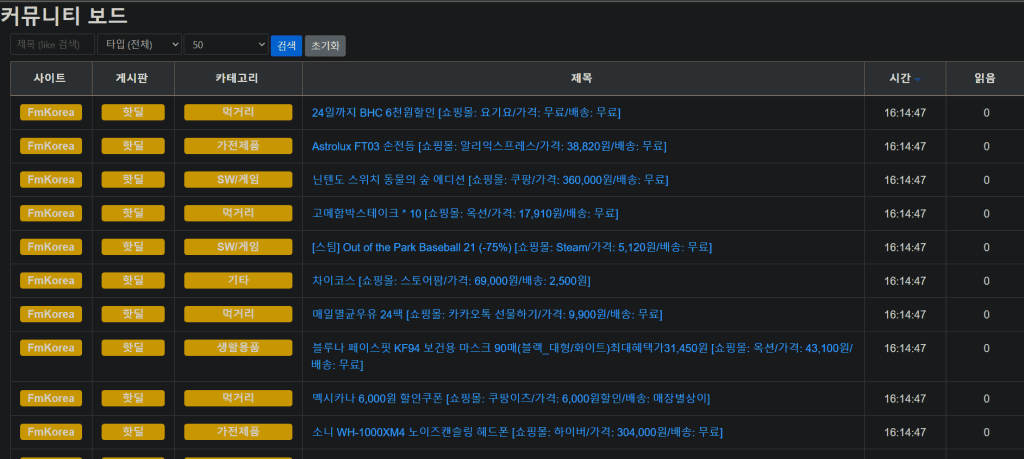 커뮤니티 보드
제목 (like 검색) 타입 (전체) 50 검색 초기화
사이트 게시판 카테고리 제목 시간 읽음
FmKorea 핫딜 먹거리 24일까지 BHC 6천원할인 [쇼핑몰: 요기요/가격: 무료/배송: 무료] 16:14:47 0
FmKorea 핫딜 가전제품 Astrolux FT03 손전등 [쇼핑몰: 알리익스프레스/가격: 38,820원/배송: 무료] 16:14:47 0
FmKorea 핫딜 SW/게임 닌텐도 스위치 동물의 숲 에디션 [쇼핑몰: 쿠팡/가격: 360,000원/배송: 무료] 16:14:47 0
FmKorea 핫딜 먹거리 고메함박스테이크 * 10 [쇼핑몰: 옥션/가격: 17,910원/배송: 무료] 16:14:47 0
FmKorea 핫딜 SW/게임 [스팀] Out of the Park Baseball 21 (-75%) [쇼핑몰: Steam/가격: 5,120원/배송: 무료] 16:14:47 0
FmKorea 핫딜 기타 차이코스 [쇼핑몰: 스토어팜/가격: 69,000원/배송: 2,500원] 16:14:47 0
FmKorea 핫딜 먹거리 매일멸균우유 24팩 [쇼핑몰: 카카오톡 선물하기/가격: 9,900원/배송: 무료] 16:14:47 0
FmKorea 핫딜 생활용품 블루나 페이스핏 KF94 보건용 마스크 90매(블랙_대형/화이트)최대혜택가31,450원 [쇼핑몰: 옥션/가격: 43,100원/ 16:14:47 0
배송: 무료]
FmKorea 핫딜 먹거리 멕시카나 6,000원 할인쿠폰 [쇼핑몰: 쿠팡이츠/가격: 6,000원할인/배송: 매장별상이] 16:14:47 0
FmKorea 핫딜 가전제품 소니 WH-1000XM4 노이즈캔슬링 헤드폰 [쇼핑몰: 하이버/가격: 304,000원/배송: 무료] 16:14:47 0